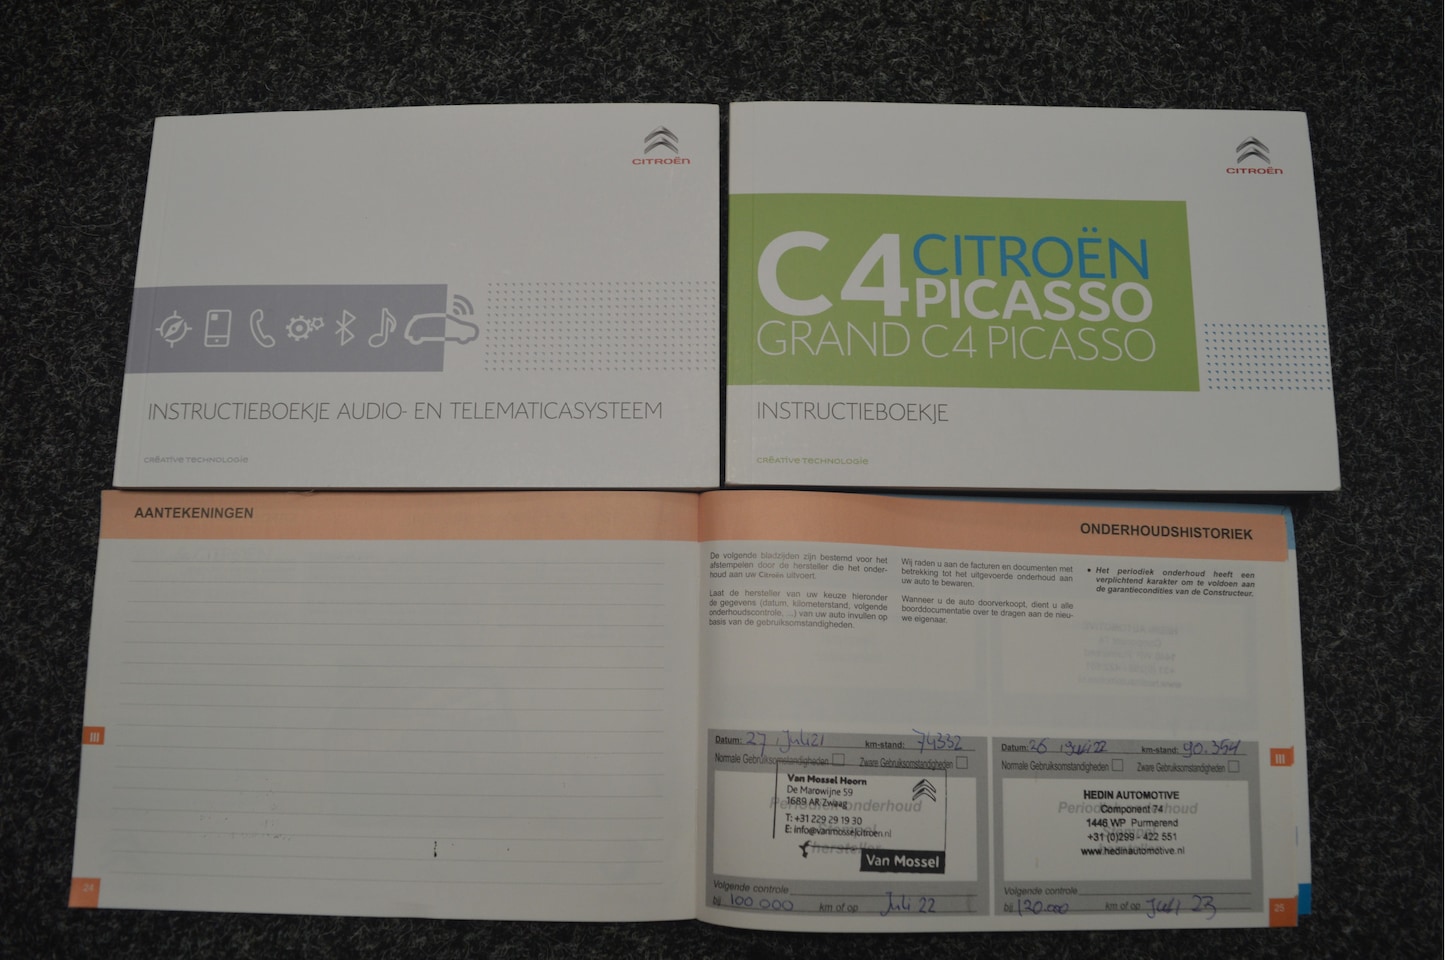 CITROËN
INSTRUCTIEBOEKJE AUDIO- EN TELEMATICASYSTEEM
CRÉATIVE TECHNOLOGIE
CITROËN
C4 CITROËN
PICASSO
GRAND C4 PICASSO
INSTRUCTIEBOEKJE
CRÉATIVE TECHNOLOGIE
AANTEKENINGEN
III
24
ONDERHOUDSHISTORIEK
De volgende bladzijden zijn bestemd voor het
afstempelen door de hersteller die het onder-
houd aan uw Citroën uitvoert.
Laat de hersteller van uw keuze hieronder
de gegevens (datum, kilometerstand, volgende
onderhoudscontrole, ...) van uw auto invullen op
basis van de gebruiksomstandigheden.
Wij raden u aan de facturen en documenten met
betrekking tot het uitgevoerde onderhoud aan
uw auto te bewaren.
Wanneer u de auto doorverkoopt, dient u alle
boorddocumentatie over te dragen aan de nieu-
we eigenaar.
• Het periodiek onderhoud heeft een
verplichtend karakter om te voldoen aan
de garantiecondities van de Constructeur.
Datum: 27 Juli 21 km-stand: 74332
Normale Gebruiksomstandigheden Zware Gebruiksomstandigheden
Van Mossel Hoorn
De Marowijne 59
1689 AR Zwaag
Periodiek onderhoud
T: +31 229 29 19 30
E: info@vanmosselcitroen.nl
hersteller
Van Mossel
Volgende controle
bij 100 000 km of op Juli 22
Datum: 26 Juli 22 km-stand: 90.354
Normale Gebruiksomstandigheden Zware Gebruiksomstandigheden
HEDIN AUTOMOTIVE
Periodiek onderhoud
Component 74
1446 WP Purmerend
+31 (0)299 - 422 551
www.hedinautomotive.nl
Volgende controle
bij 120.000 km of op Juli 23
III
25